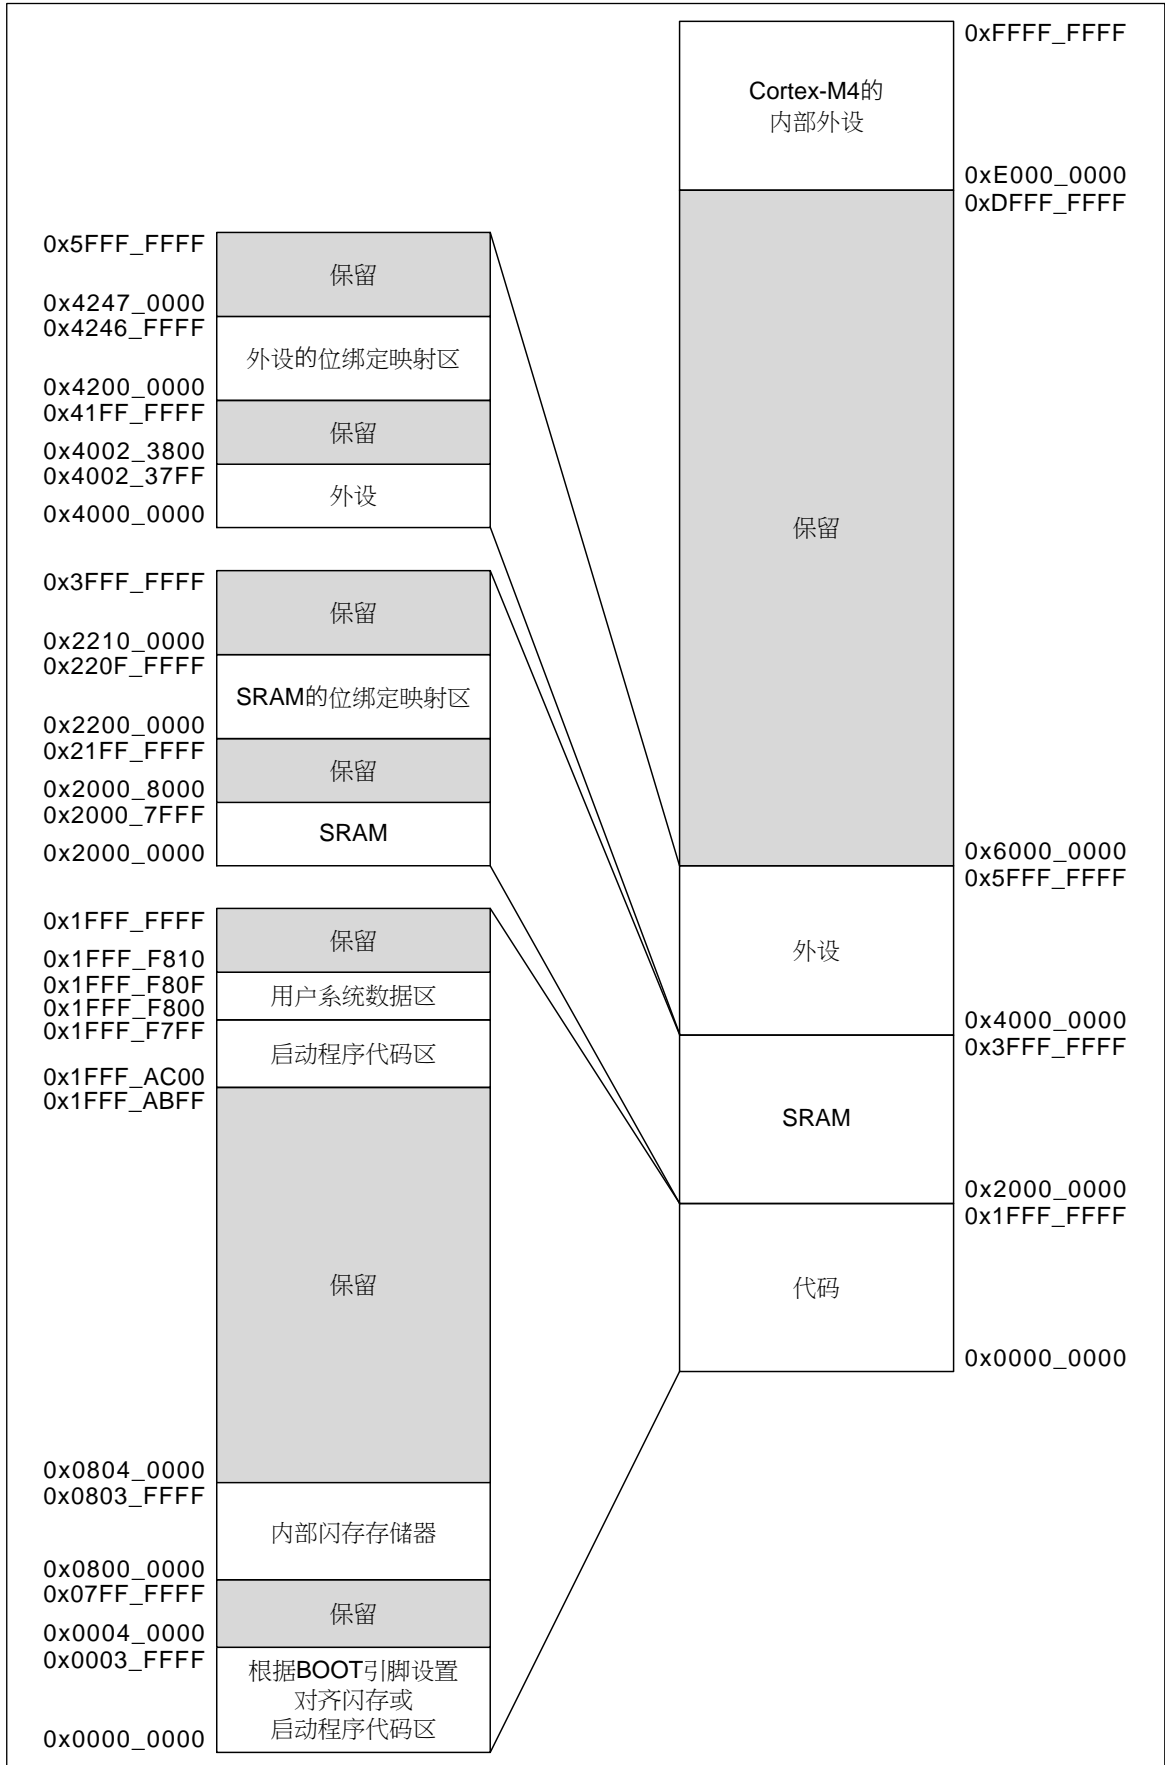 0xFFFF_FFFF
Cortex-M4的
内部外设
0xE000_0000
0xDFFF_FFFF
保留
0x6000_0000
0x5FFF_FFFF
外设
0x4000_0000
0x3FFF_FFFF
SRAM
0x2000_0000
0x1FFF_FFFF
代码
0x0000_0000
0x5FFF_FFFF
保留
0x4247_0000
0x4246_FFFF
外设的位绑定映射区
0x4200_0000
0x41FF_FFFF
保留
0x4002_3800
0x4002_37FF
外设
0x4000_0000
0x3FFF_FFFF
保留
0x2210_0000
0x220F_FFFF
SRAM的位绑定映射区
0x2200_0000
0x21FF_FFFF
保留
0x2000_8000
0x2000_7FFF
SRAM
0x2000_0000
0x1FFF_FFFF
保留
0x1FFF_F810
0x1FFF_F80F
用户系统数据区
0x1FFF_F800
0x1FFF_F7FF
启动程序代码区
0x1FFF_AC00
0x1FFF_ABFF
保留
0x0804_0000
0x0803_FFFF
内部闪存存储器
0x0800_0000
0x07FF_FFFF
保留
0x0004_0000
0x0003_FFFF
根据BOOT引脚设置
对齐闪存或
启动程序代码区
0x0000_0000